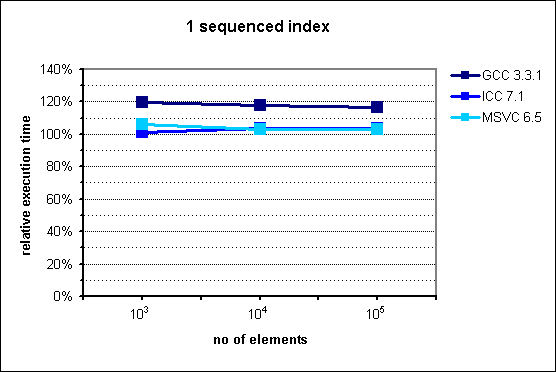 1 sequenced index
140%
120%
100%
80%
60%
40%
20%
0%
relative execution time
10³
10⁴
10⁵
no of elements
GCC 3.3.1
ICC 7.1
MSVC 6.5